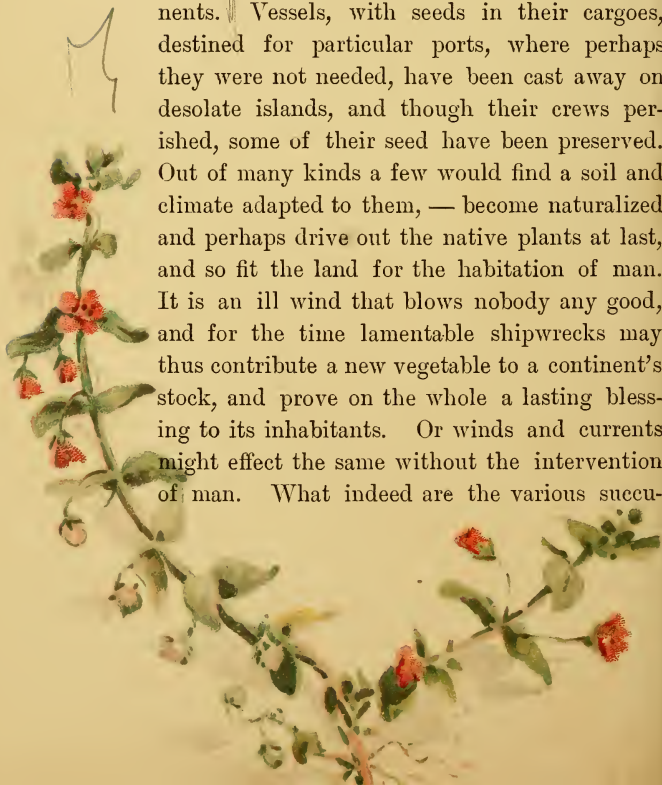 nents. Vessels, with seeds in their cargoes,
destined for particular ports, where perhaps
they were not needed, have been cast away on
desolate islands, and though their crews per-
ished, some of their seed have been preserved.
Out of many kinds a few would find a soil and
climate adapted to them, — become naturalized
and perhaps drive out the native plants at last,
and so fit the land for the habitation of man.
It is an ill wind that blows nobody any good,
and for the time lamentable shipwrecks may
thus contribute a new vegetable to a continent's
stock, and prove on the whole a lasting bless-
ing to its inhabitants. Or winds and currents
might effect the same without the intervention
of man. What indeed are the various succu-